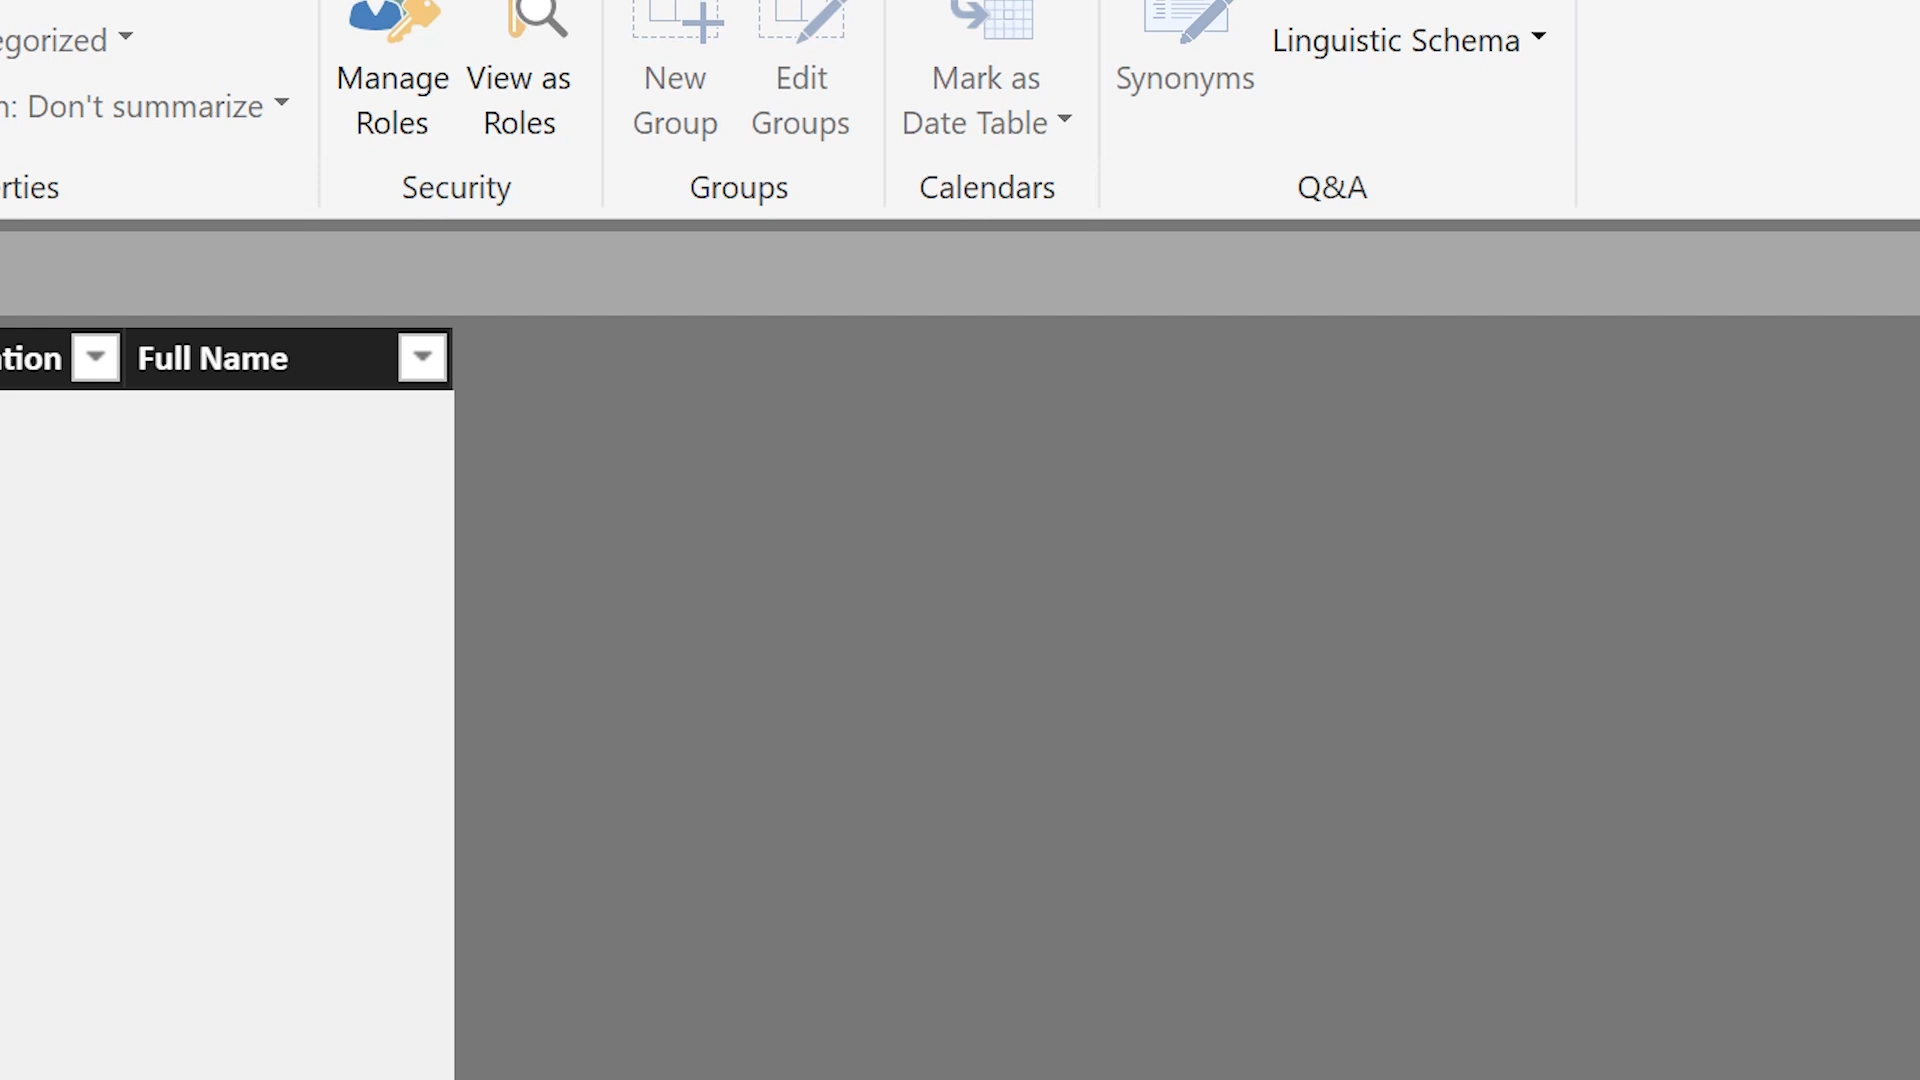 egorized
n: Don't summarize
rties
Manage Roles
View as Roles
Security
New Group
Edit Groups
Groups
Mark as Date Table
Calendars
Synonyms
Linguistic Schema
Q&A
tion
Full Name